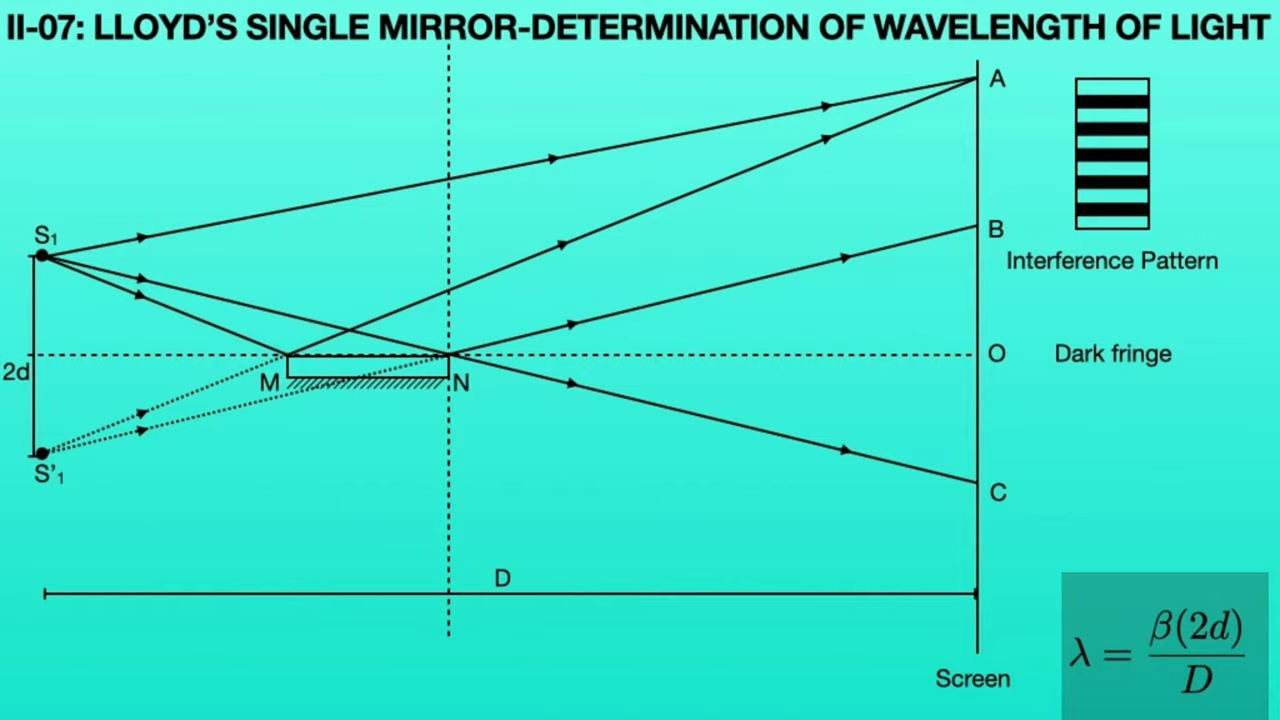 II-07: LLOYD’S SINGLE MIRROR-DETERMINATION OF WAVELENGTH OF LIGHT
A
S₁
B
Interference Pattern
2d
M
N
O
Dark fringe
S’₁
C
D
λ = β(2d)/D
Screen